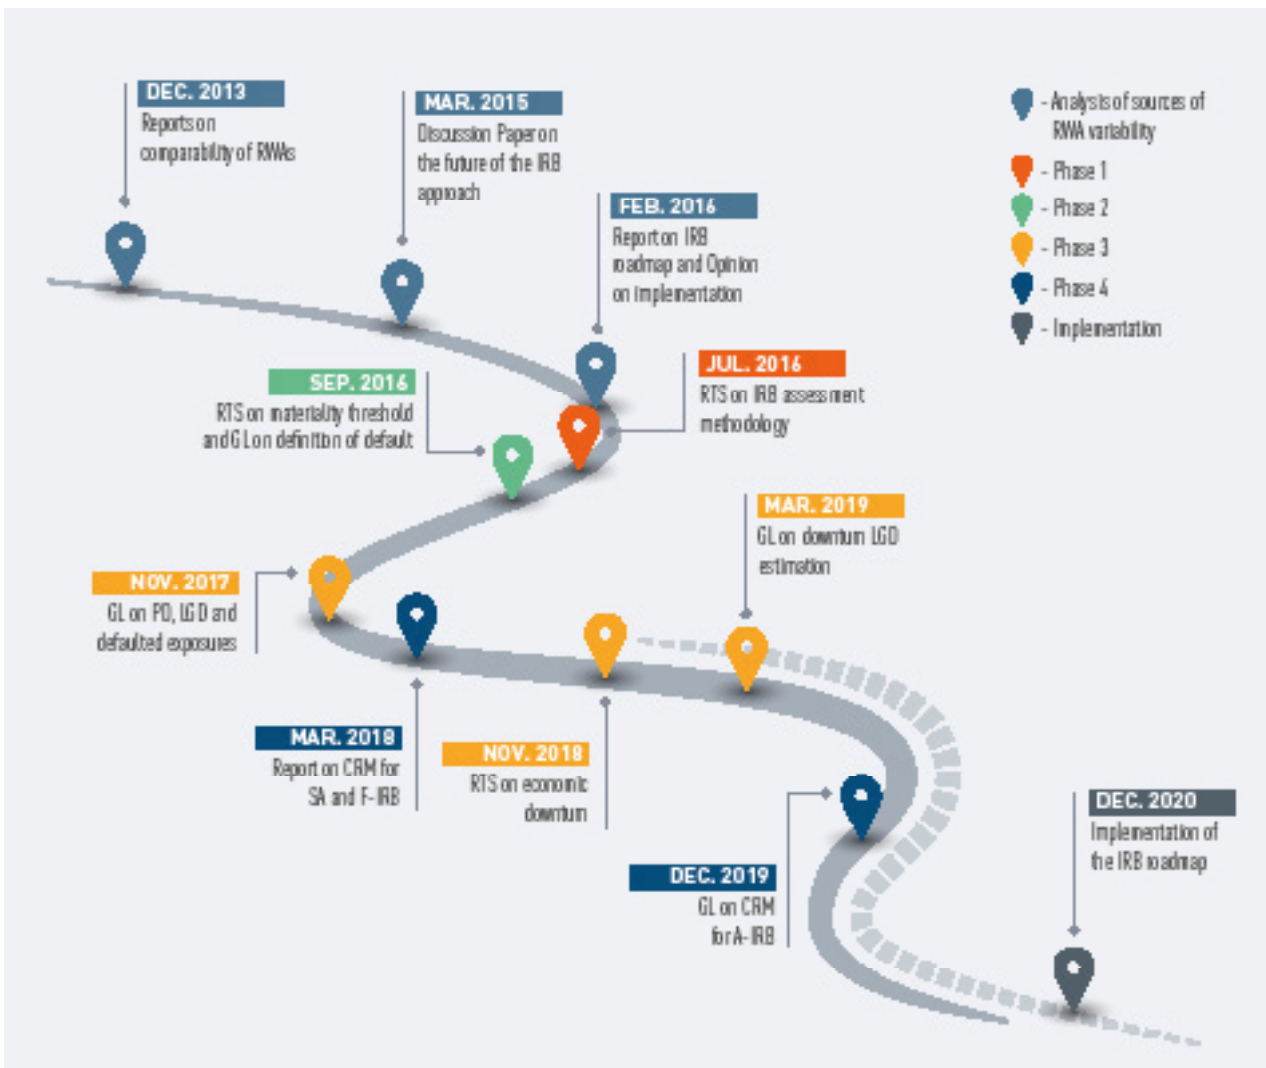 DEC. 2013
Reports on
comparability of RWAs
MAR. 2015
Discussion Paper on
the future of the IRB
approach
FEB. 2016
Report on IRB
roadmap and Opinion
on implementation
- Analysis of sources of
RWA variability
- Phase 1
- Phase 2
- Phase 3
- Phase 4
- Implementation
JUL. 2016
RTS on IRB assessment
methodology
SEP. 2016
RTS on materiality threshold
and GL on definition of default
MAR. 2019
GL on downturn LGD
estimation
NOV. 2017
GL on PD, LGD and
defaulted exposures
MAR. 2018
Report on CRM for
SA and F-IRB
NOV. 2018
RTS on economic
downturn
DEC. 2019
GL on CRM
for A-IRB
DEC. 2020
Implementation of
the IRB roadmap